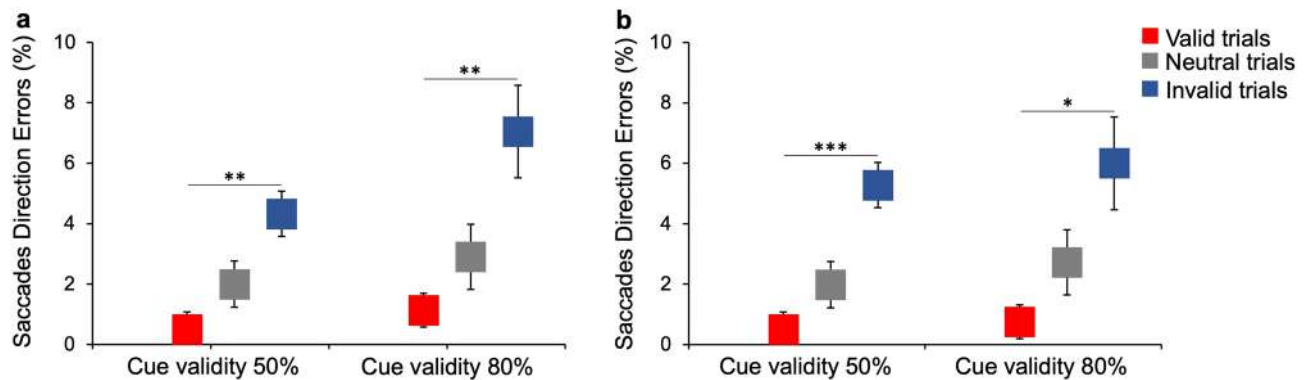 a
Saccades Direction Errors (%)
10
8
6
4
2
0
**
**
Cue validity 50%
Cue validity 80%
b
Saccades Direction Errors (%)
10
8
6
4
2
0
***
*
Cue validity 50%
Cue validity 80%
Valid trials
Neutral trials
Invalid trials